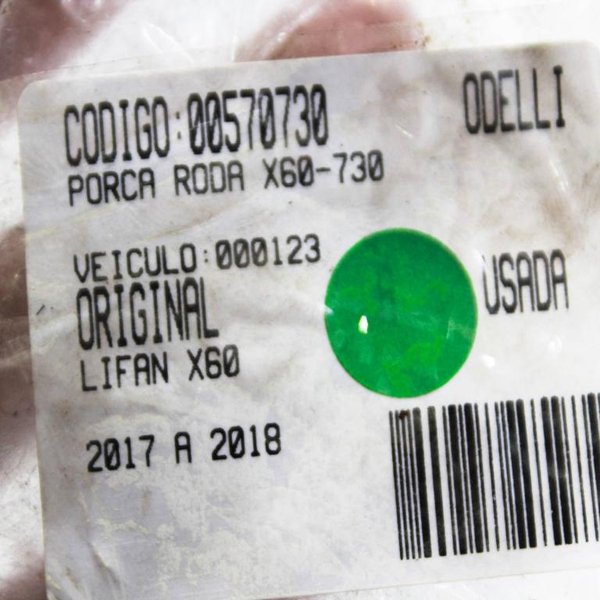 CODIGO:00570730 ODELLI
PORCA RODA X60-730
VEICULO:000123
ORIGINAL USADA
LIFAN X60
2017 A 2018